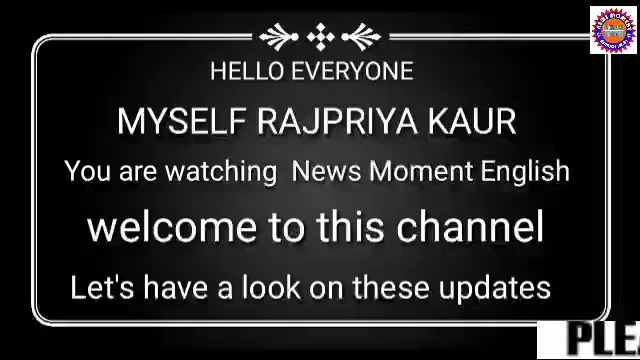 HELLO EVERYONE
MYSELF RAJPRIYA KAUR
You are watching News Moment English
welcome to this channel
Let's have a look on these updates
PLE